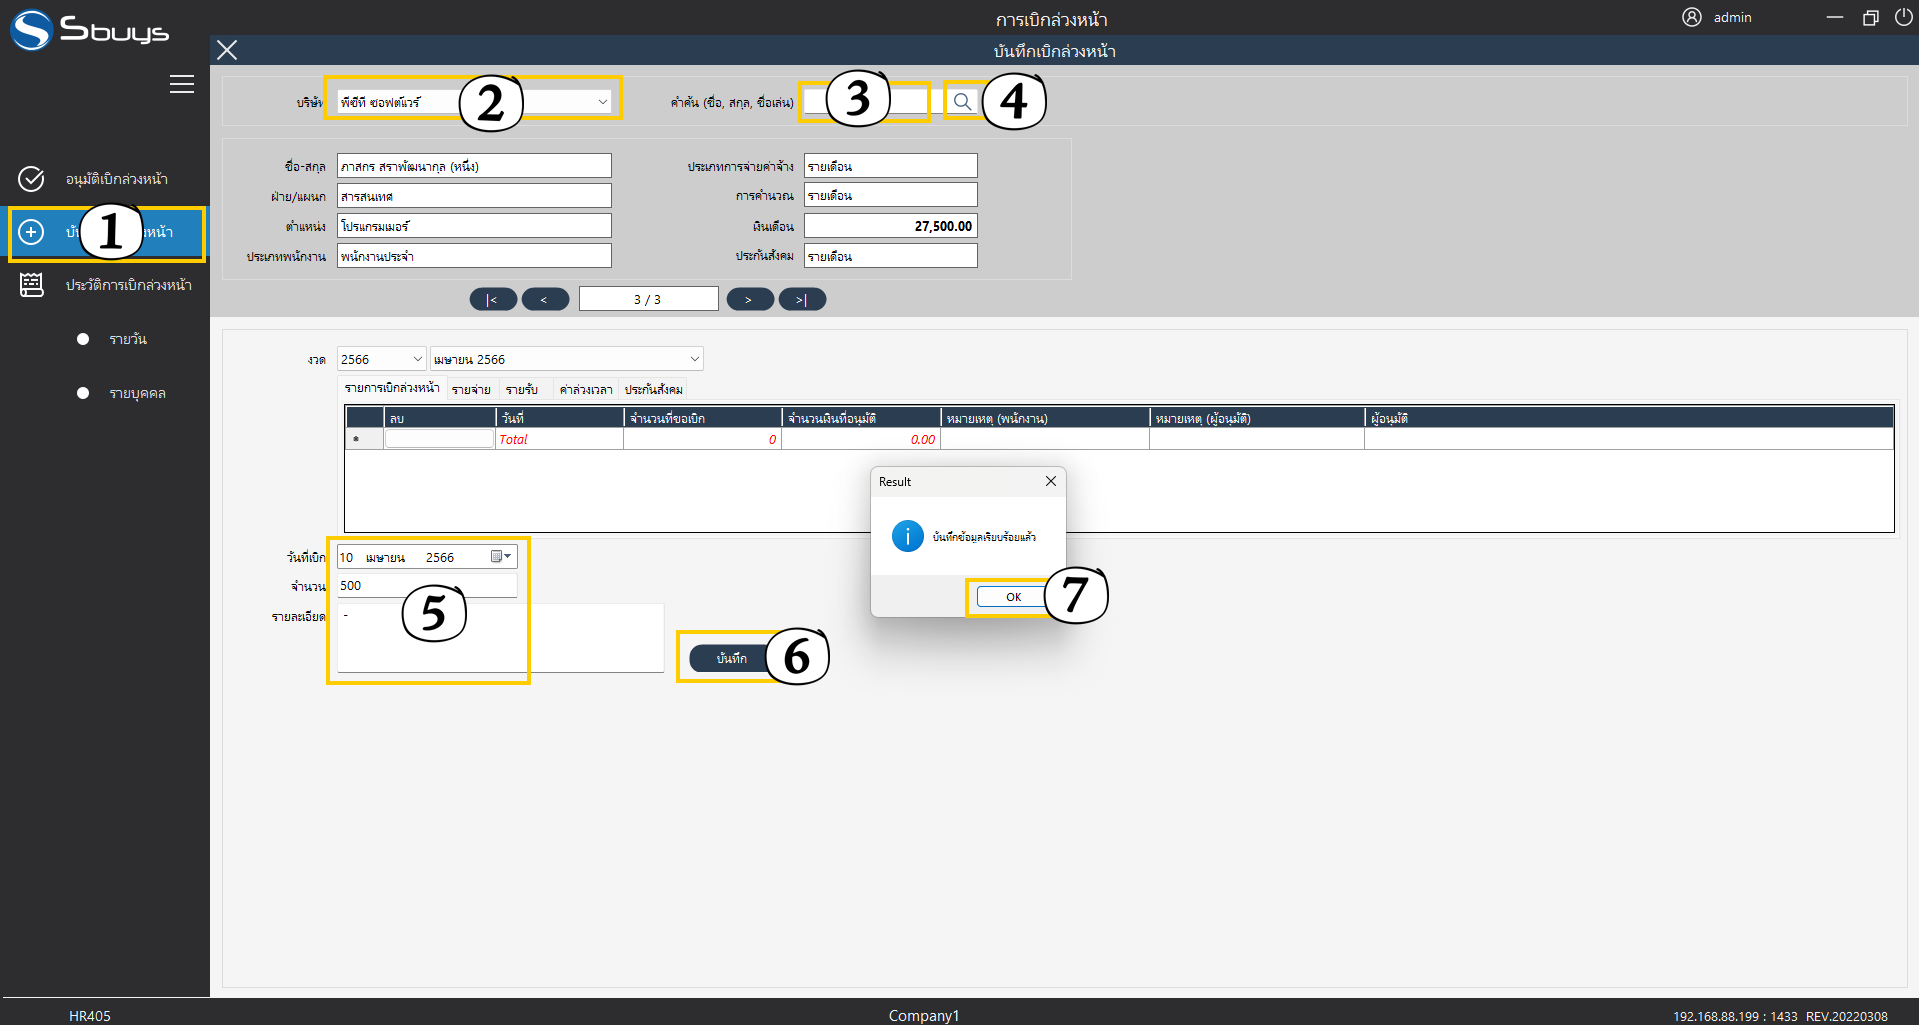 Sbuys
การเบิกล่วงหน้า
admin
บันทึกเบิกล่วงหน้า
บริษัท
พีซีที ซอฟต์แวร์
2
คำค้น (ชื่อ, สกุล, ชื่อเล่น)
3
4
ชื่อ-สกุล
ภาสกร สราพัฒนากุล (หนึ่ง)
ประเภทการจ่ายค่าจ้าง
รายเดือน
ฝ่าย/แผนก
สารสนเทศ
การคำนวณ
รายเดือน
ตำแหน่ง
โปรแกรมเมอร์
เงินเดือน
27,500.00
ประเภทพนักงาน
พนักงานประจำ
ประกันสังคม
รายเดือน
|<
<
3 / 3
>
>|
อนุมัติเบิกล่วงหน้า
1
ประวัติการเบิกล่วงหน้า
รายวัน
รายบุคคล
งวด
2566
เมษายน 2566
รายการเบิกล่วงหน้า
รายจ่าย
รายรับ
ค่าล่วงเวลา
ประกันสังคม
ลบ
วันที่
จำนวนที่ขอเบิก
จำนวนเงินที่อนุมัติ
หมายเหตุ (พนักงาน)
หมายเหตุ (ผู้อนุมัติ)
ผู้อนุมัติ
*
Total
0
0.00
Result
บันทึกข้อมูลเรียบร้อยแล้ว
OK
7
วันที่เบิก
10 เมษายน 2566
จำนวน
500
รายละเอียด
-
5
บันทึก
6
HR405
Company1
192.168.88.199 : 1433 REV.20220308